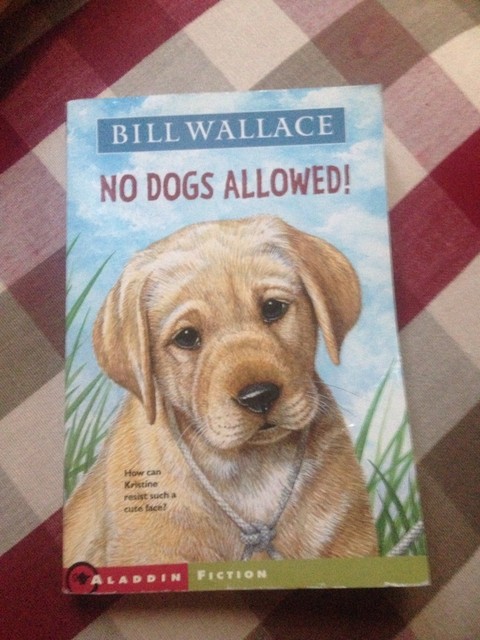 BILL WALLACE
NO DOGS ALLOWED!
How can
Kristine
resist such a
cute face?
ALADDIN FICTION